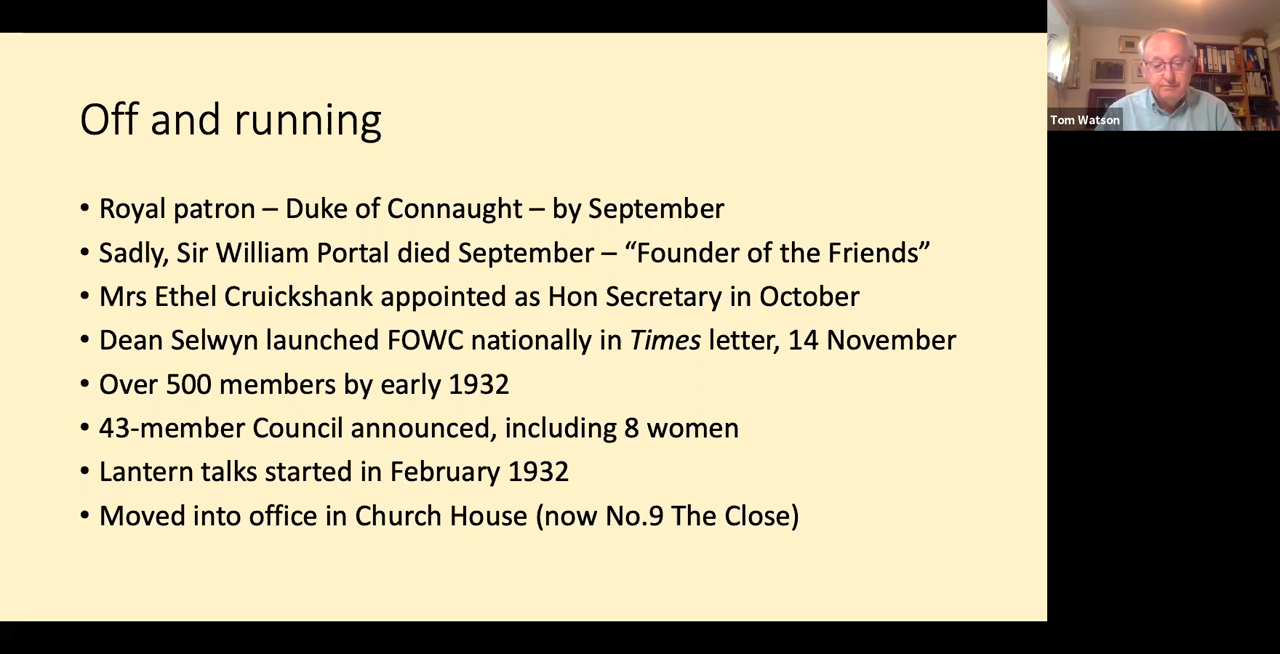 Off and running
• Royal patron – Duke of Connaught – by September
• Sadly, Sir William Portal died September – “Founder of the Friends”
• Mrs Ethel Cruickshank appointed as Hon Secretary in October
• Dean Selwyn launched FOWC nationally in Times letter, 14 November
• Over 500 members by early 1932
• 43-member Council announced, including 8 women
• Lantern talks started in February 1932
• Moved into office in Church House (now No.9 The Close)
Tom Watson